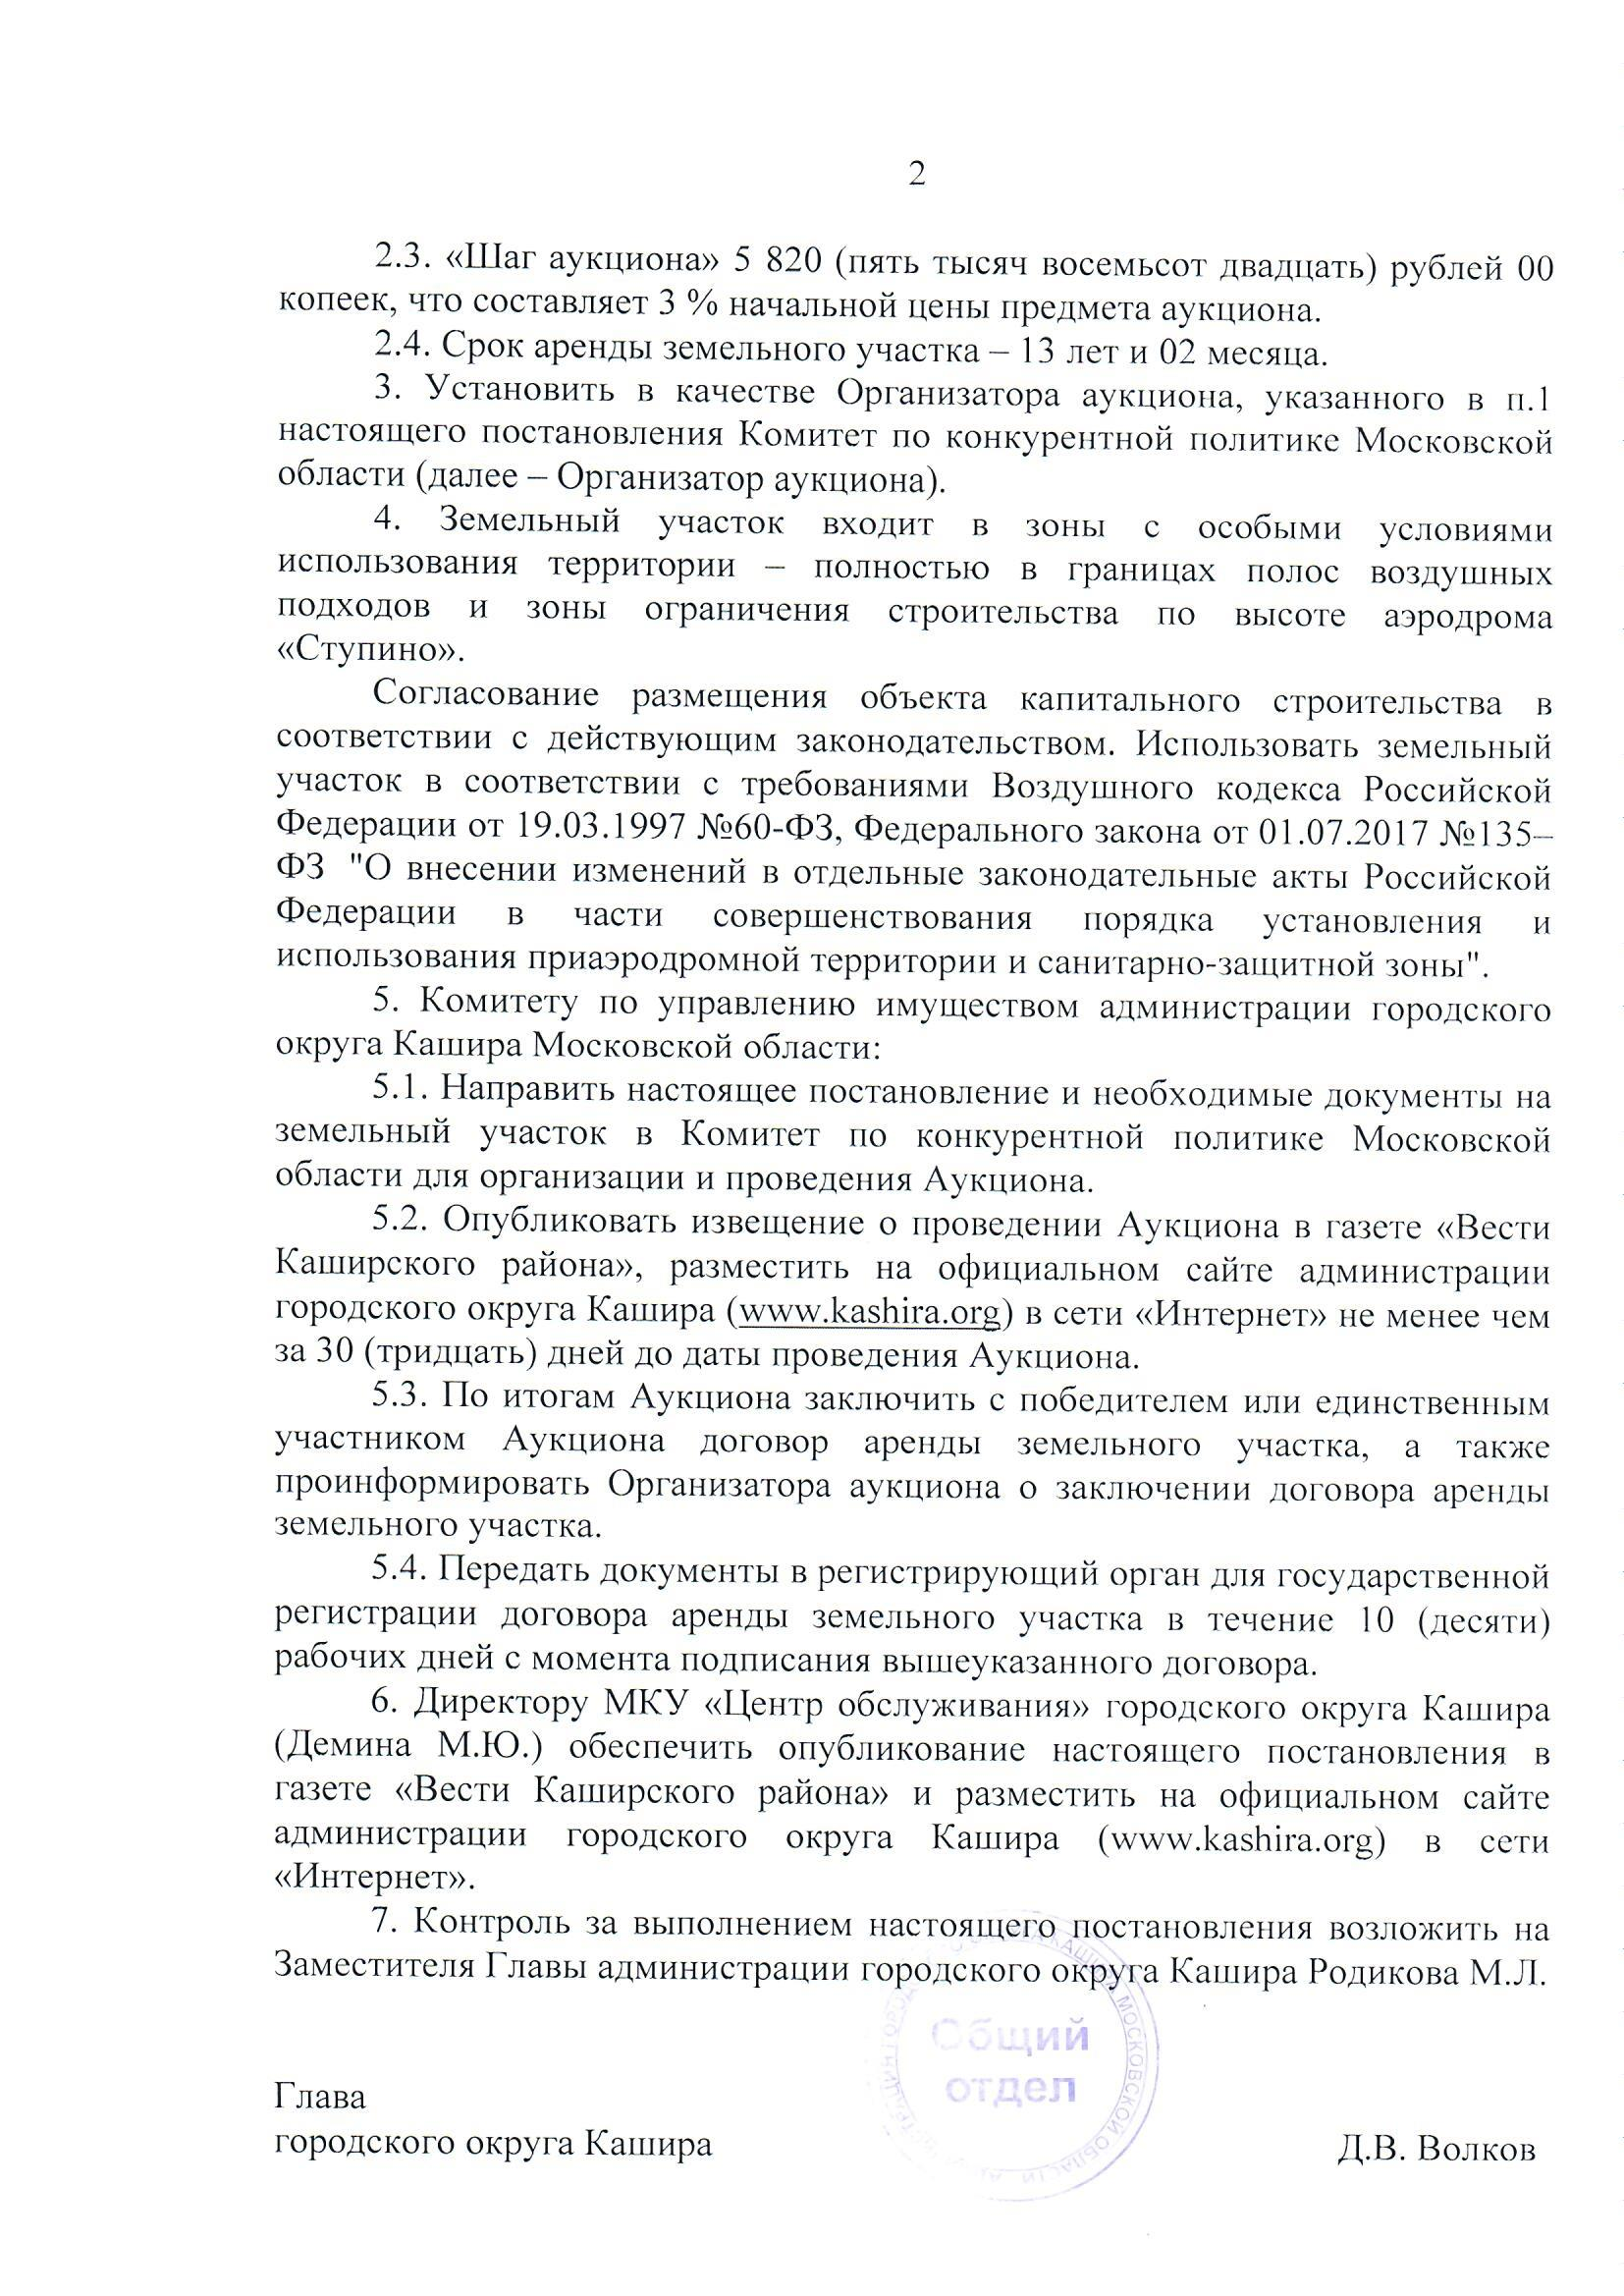 2
2.3. «Шаг аукциона» 5 820 (пять тысяч восемьсот двадцать) рублей 00
копеек, что составляет 3 % начальной цены предмета аукциона.
2.4. Срок аренды земельного участка – 13 лет и 02 месяца.
3. Установить в качестве Организатора аукциона, указанного в п.1
настоящего постановления Комитет по конкурентной политике Московской
области (далее – Организатор аукциона).
4. Земельный участок входит в зоны с особыми условиями
использования территории – полностью в границах полос воздушных
подходов и зоны ограничения строительства по высоте аэродрома
«Ступино».
Согласование размещения объекта капитального строительства в
соответствии с действующим законодательством. Использовать земельный
участок в соответствии с требованиями Воздушного кодекса Российской
Федерации от 19.03.1997 №60-ФЗ, Федерального закона от 01.07.2017 №135–
ФЗ "О внесении изменений в отдельные законодательные акты Российской
Федерации в части совершенствования порядка установления и
использования приаэродромной территории и санитарно-защитной зоны".
5. Комитету по управлению имуществом администрации городского
округа Кашира Московской области:
5.1. Направить настоящее постановление и необходимые документы на
земельный участок в Комитет по конкурентной политике Московской
области для организации и проведения Аукциона.
5.2. Опубликовать извещение о проведении Аукциона в газете «Вести
Каширского района», разместить на официальном сайте администрации
городского округа Кашира (www.kashira.org) в сети «Интернет» не менее чем
за 30 (тридцать) дней до даты проведения Аукциона.
5.3. По итогам Аукциона заключить с победителем или единственным
участником Аукциона договор аренды земельного участка, а также
проинформировать Организатора аукциона о заключении договора аренды
земельного участка.
5.4. Передать документы в регистрирующий орган для государственной
регистрации договора аренды земельного участка в течение 10 (десяти)
рабочих дней с момента подписания вышеуказанного договора.
6. Директору МКУ «Центр обслуживания» городского округа Кашира
(Демина М.Ю.) обеспечить опубликование настоящего постановления в
газете «Вести Каширского района» и разместить на официальном сайте
администрации городского округа Кашира (www.kashira.org) в сети
«Интернет».
7. Контроль за выполнением настоящего постановления возложить на
Заместителя Главы администрации городского округа Кашира Родикова М.Л.
КАШИРА МОСКОВСКОЙ ОБЛАСТИ
Общий
отдел
Глава
городского округа Кашира Д.В. Волков